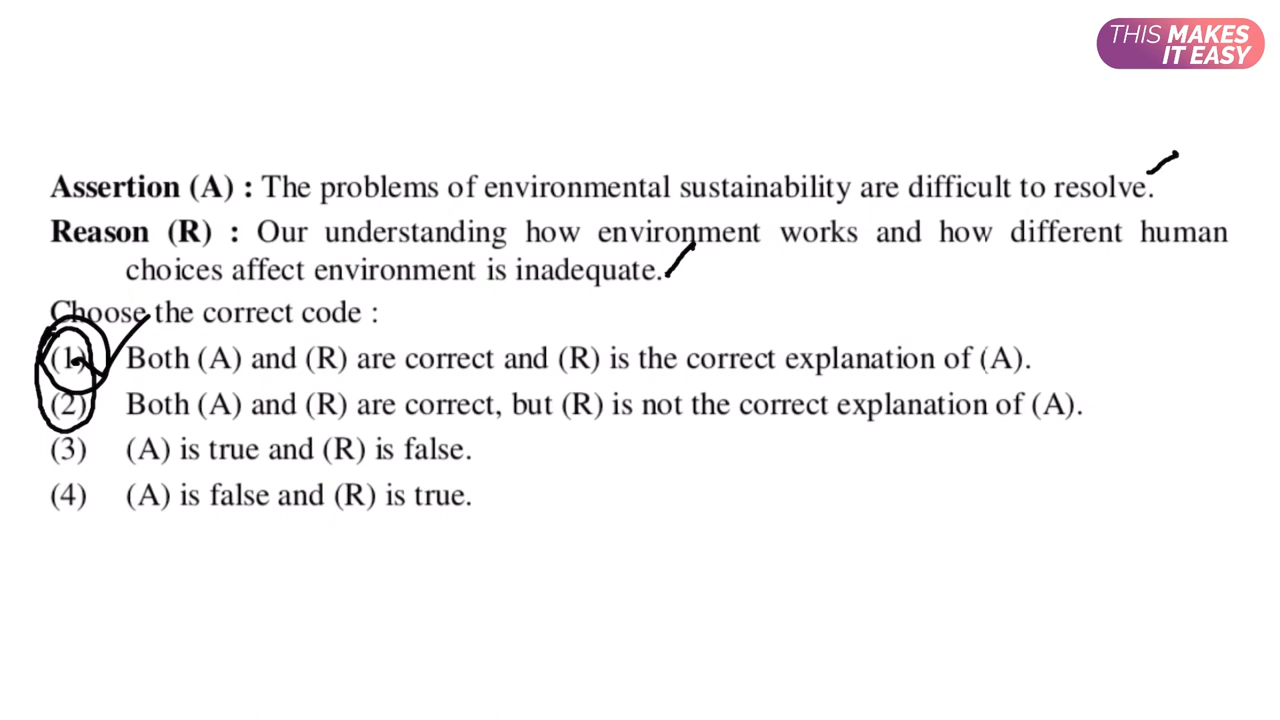 THIS MAKES
IT EASY
Assertion (A) : The problems of environmental sustainability are difficult to resolve.
Reason (R) : Our understanding how environment works and how different human
choices affect environment is inadequate.
Choose the correct code :
(1) Both (A) and (R) are correct and (R) is the correct explanation of (A).
(2) Both (A) and (R) are correct, but (R) is not the correct explanation of (A).
(3) (A) is true and (R) is false.
(4) (A) is false and (R) is true.